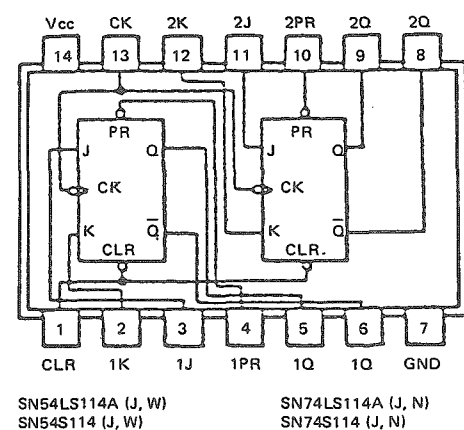 Vcc CK 2K 2J 2PR 2Q 2Q
14 13 12 11 10 9 8
PR PR
J Q J Q
CK CK
K Q̅ K Q̅
CLR CLR.
1 2 3 4 5 6 7
CLR 1K 1J 1PR 1Q 1Q GND
SN54LS114A (J, W) SN74LS114A (J, N)
SN54S114 (J, W) SN74S114 (J, N)